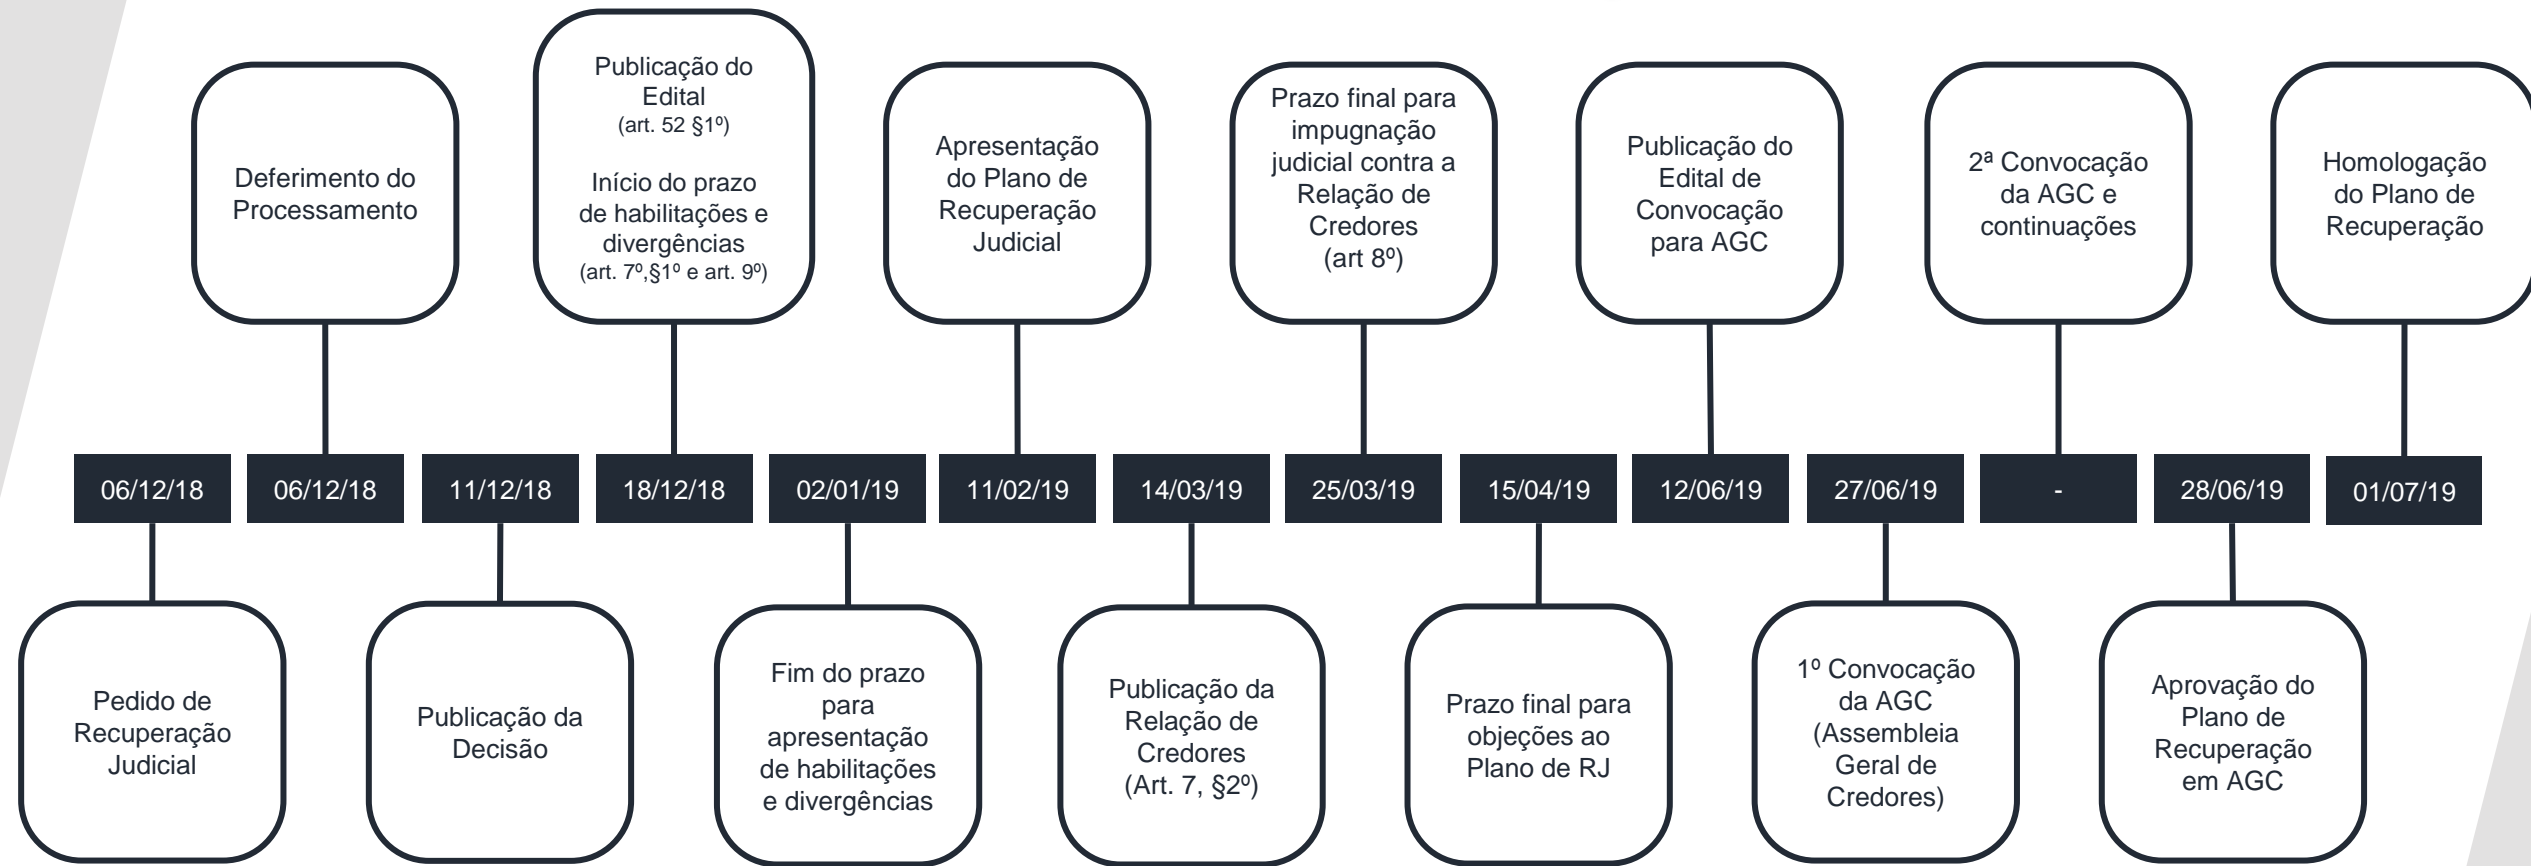 Deferimento do
Processamento
Publicação do
Edital
(art. 52 §1º)
Início do prazo
de habilitações e
divergências
(art. 7º,§1º e art. 9º)
Apresentação
do Plano de
Recuperação
Judicial
Prazo final para
impugnação
judicial contra a
Relação de
Credores
(art 8º)
Publicação do
Edital de
Convocação
para AGC
2ª Convocação
da AGC e
continuações
Homologação
do Plano de
Recuperação
06/12/18
06/12/18
11/12/18
18/12/18
02/01/19
11/02/19
14/03/19
25/03/19
15/04/19
12/06/19
27/06/19
-
28/06/19
01/07/19
Pedido de
Recuperação
Judicial
Publicação da
Decisão
Fim do prazo
para
apresentação
de habilitações
e divergências
Publicação da
Relação de
Credores
(Art. 7, §2º)
Prazo final para
objeções ao
Plano de RJ
1º Convocação
da AGC
(Assembleia
Geral de
Credores)
Aprovação do
Plano de
Recuperação
em AGC